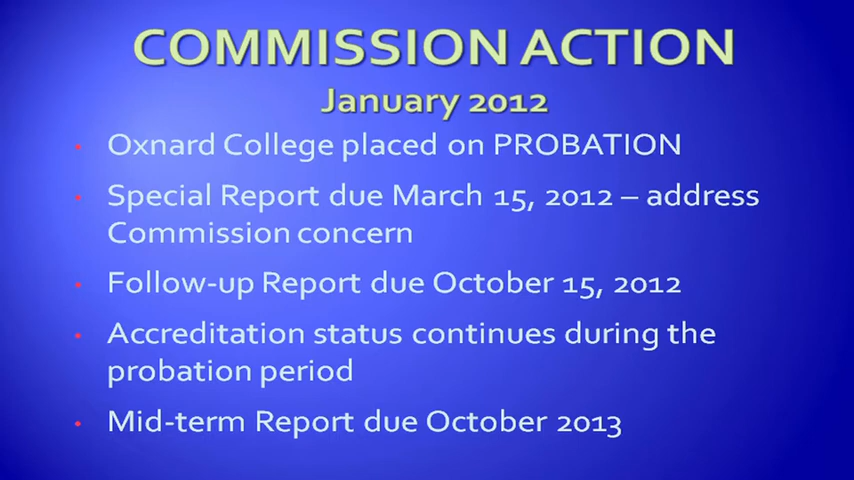 COMMISSION ACTION
January 2012
• Oxnard College placed on PROBATION
• Special Report due March 15, 2012 – address
Commission concern
• Follow-up Report due October 15, 2012
• Accreditation status continues during the
probation period
• Mid-term Report due October 2013